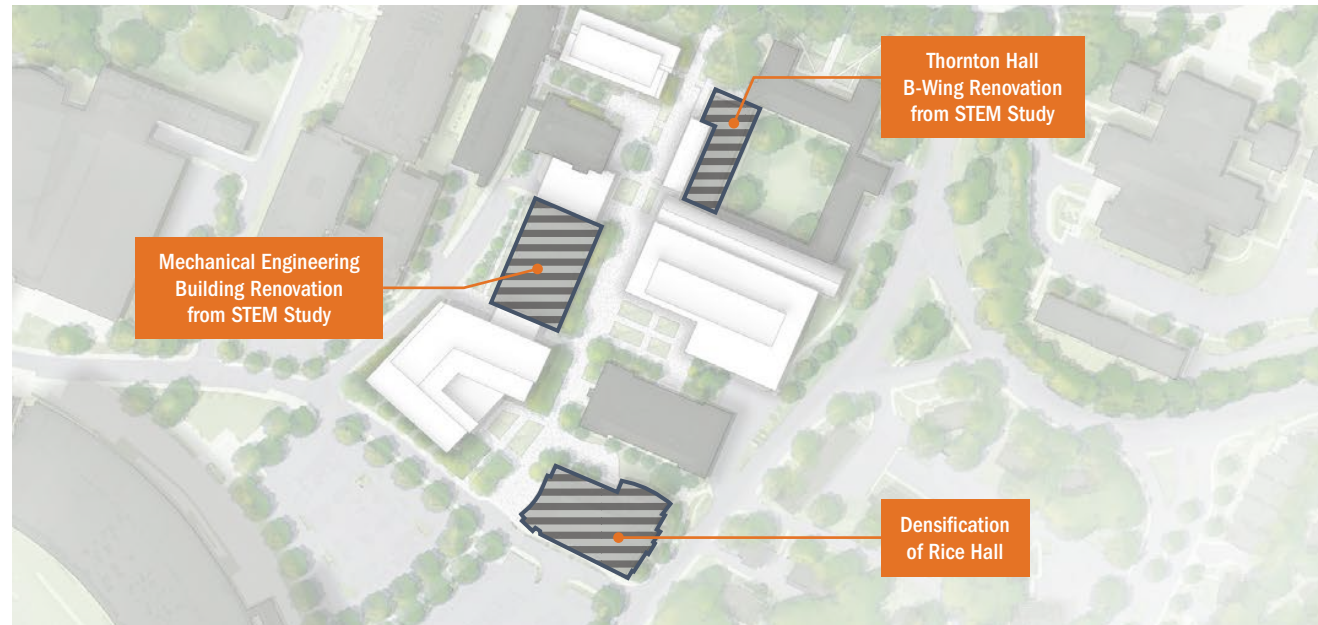 Thornton Hall
B-Wing Renovation
from STEM Study
Mechanical Engineering
Building Renovation
from STEM Study
Densification
of Rice Hall